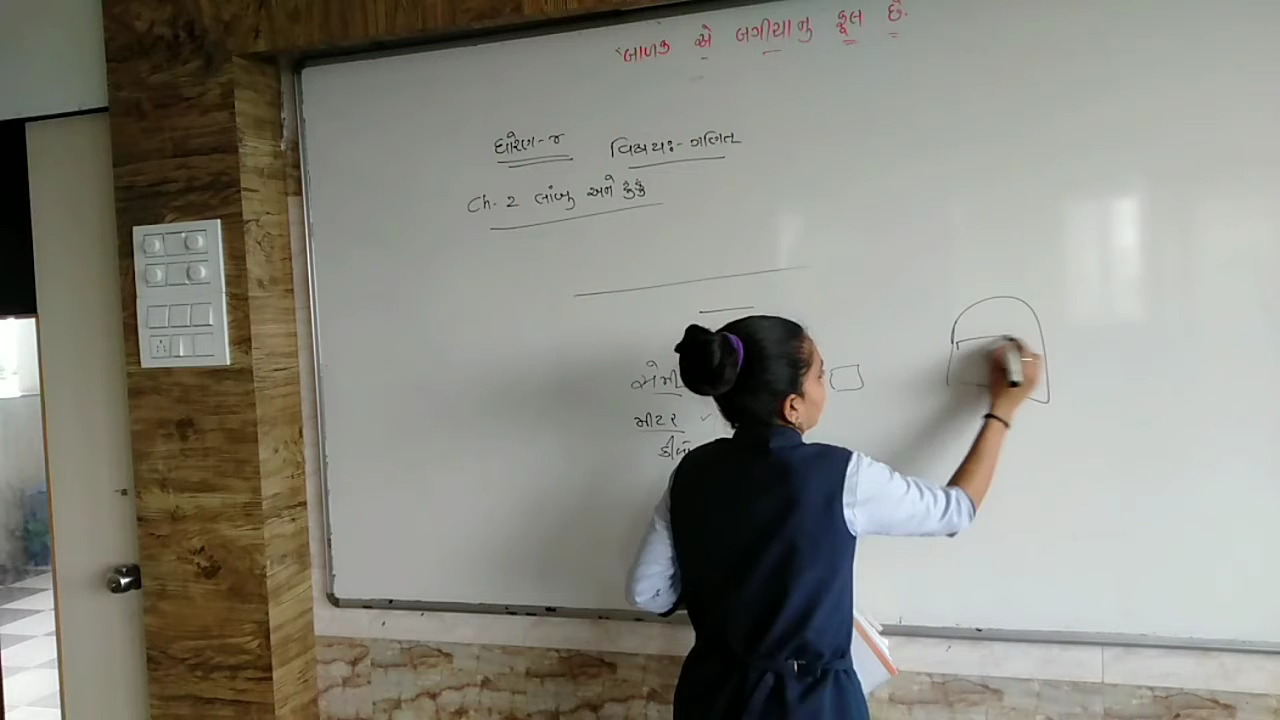 બાળક એ બગીયાનુ ફૂલ છે.
ધોરણ-૪ વિષયઃ-ગણિત
Ch. 2 લાંબુ અને ટુંકું
સેમી
મીટર ✓